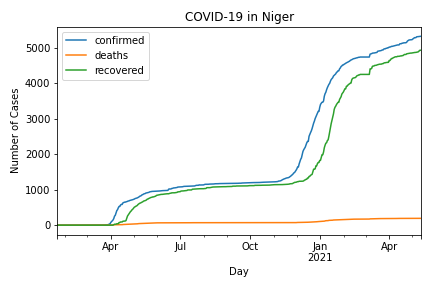 COVID-19 in Niger
confirmed
deaths
recovered
Number of Cases
5000
4000
3000
2000
1000
0
Apr
Jul
Oct
Jan
2021
Apr
Day